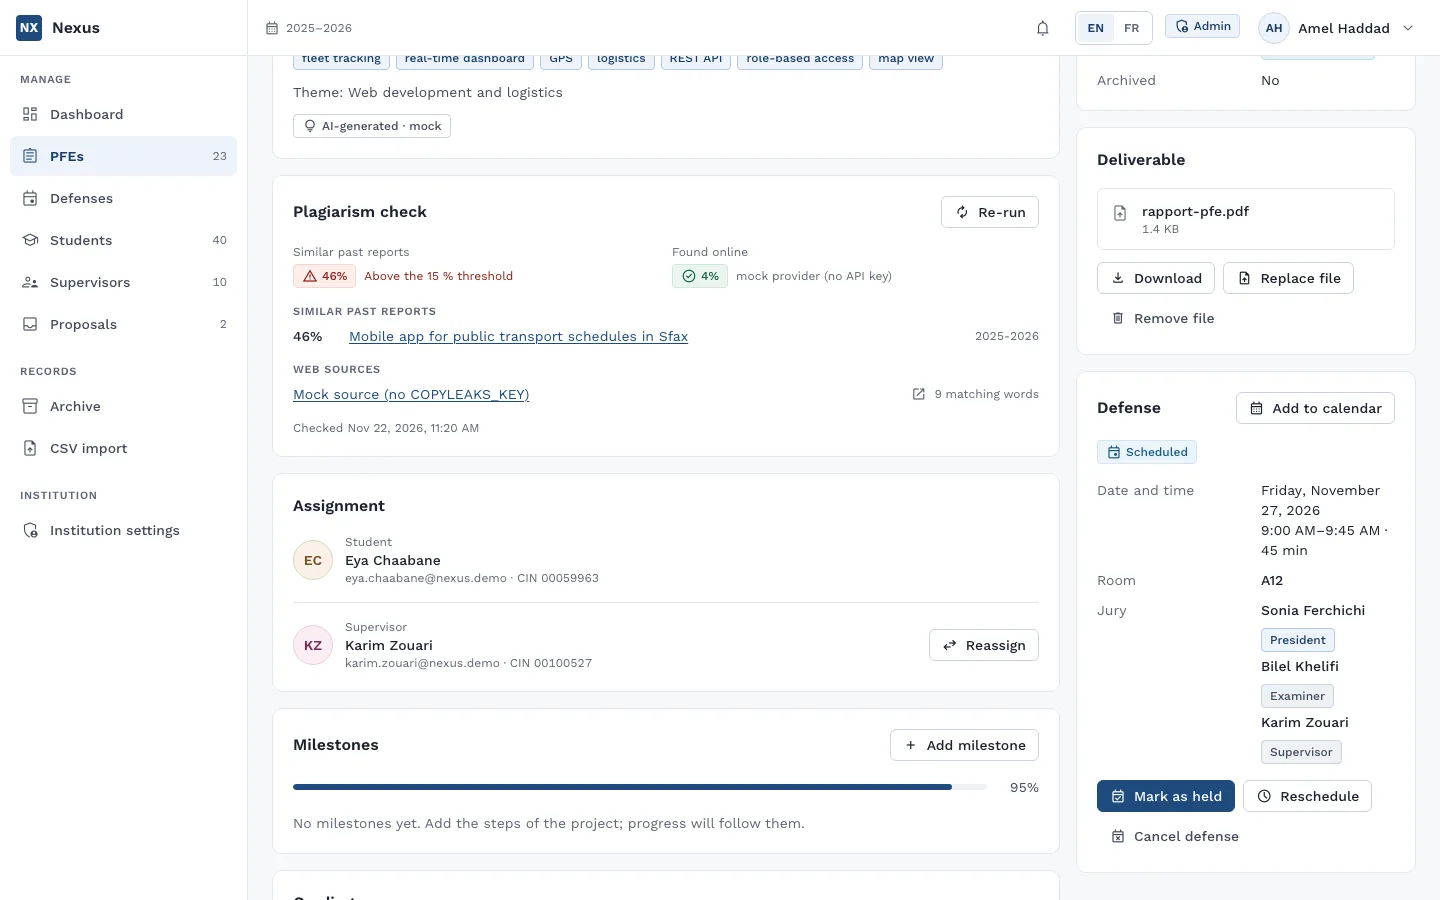 NX Nexus
2025–2026
EN FR
Admin
AH Amel Haddad
MANAGE
Dashboard
PFEs 23
Defenses
Students 40
Supervisors 10
Proposals 2
RECORDS
Archive
CSV import
INSTITUTION
Institution settings
fleet tracking real-time dashboard GPS logistics REST API role-based access map view
Theme: Web development and logistics
AI-generated · mock
Plagiarism check
Re-run
Similar past reports
46% Above the 15 % threshold
Found online
4% mock provider (no API key)
SIMILAR PAST REPORTS
46% Mobile app for public transport schedules in Sfax 2025-2026
WEB SOURCES
Mock source (no COPYLEAKS_KEY) 9 matching words
Checked Nov 22, 2026, 11:20 AM
Assignment
EC
Student
Eya Chaabane
eya.chaabane@nexus.demo · CIN 00059963
KZ
Supervisor
Karim Zouari
karim.zouari@nexus.demo · CIN 00100527
Reassign
Milestones
Add milestone
95%
No milestones yet. Add the steps of the project; progress will follow them.
Archived No
Deliverable
rapport-pfe.pdf
1.4 KB
Download
Replace file
Remove file
Defense
Add to calendar
Scheduled
Date and time
Friday, November
27, 2026
9:00 AM–9:45 AM ·
45 min
Room A12
Jury
Sonia Ferchichi
President
Bilel Khelifi
Examiner
Karim Zouari
Supervisor
Mark as held
Reschedule
Cancel defense